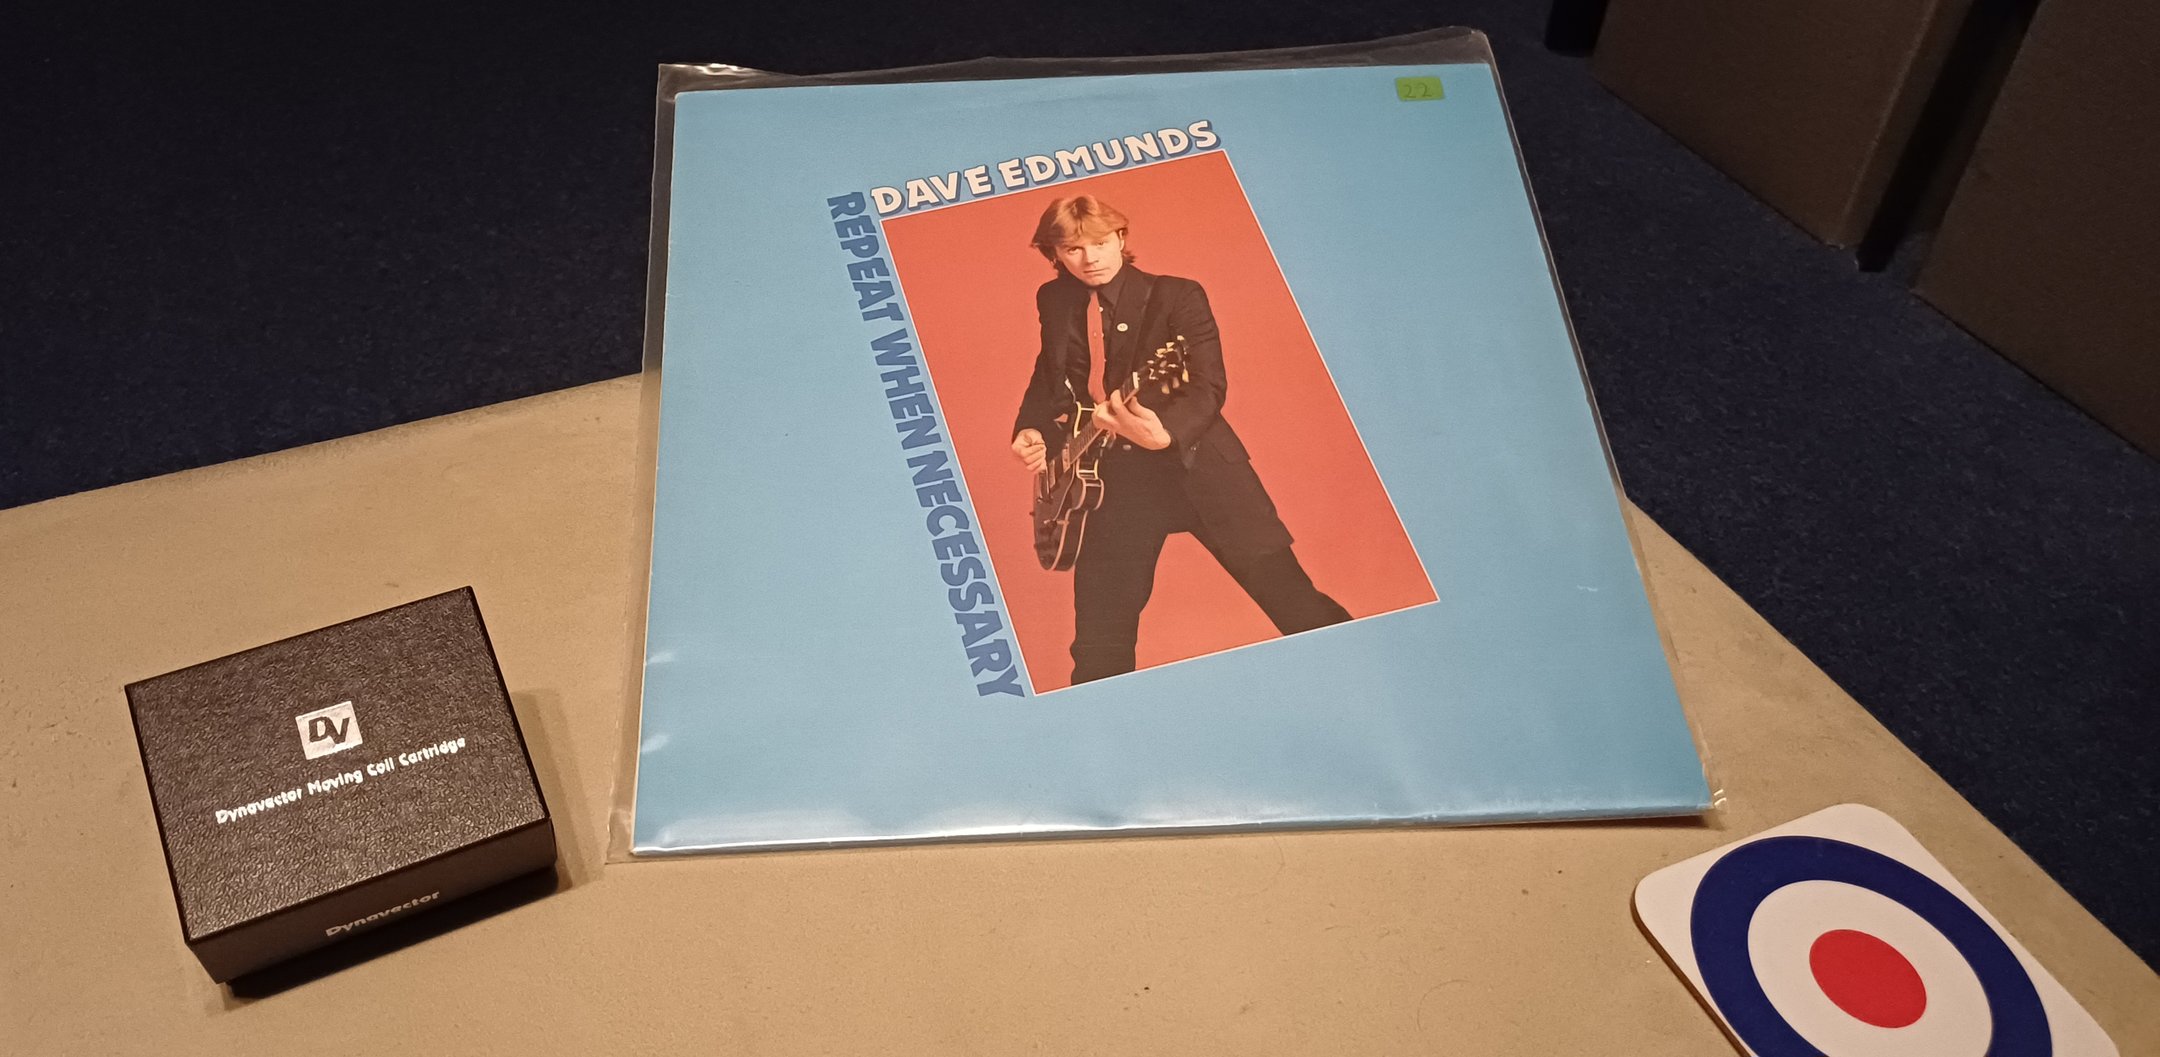 22
DAVE EDMUNDS
REPEAT WHEN NECESSARY
DV
Dynavector Moving Coil Cartridge
Dynavector